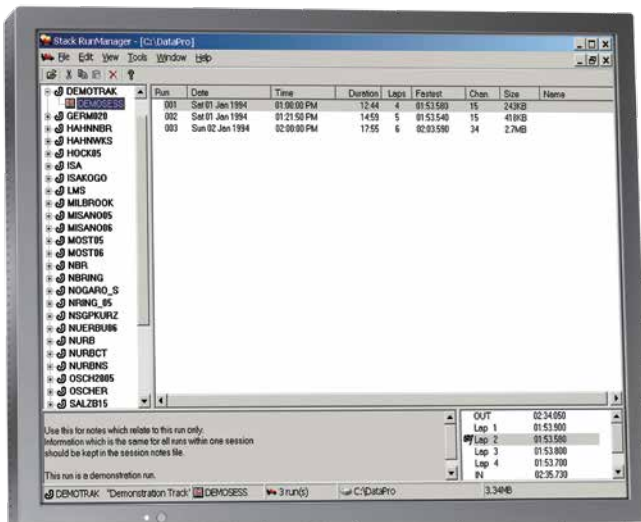 Stack RunManager - [C:\DataPro]
File Edit View Tools Window Help
DEMOTRAK
DEMOSESS
GERM020
HAHNNBR
HAHNWKS
HOCK05
ISA
ISAKOGO
LMS
MILBROOK
MISANO05
MISANO06
MOST05
MOST06
NBR
NBRING
NOGARO_S
NRING_05
NSGPKURZ
NUERBU06
NURB
NURBCT
NURBNS
OSCH2005
OSCHER
SALZB15
Run Date Time Duration Laps Fastest Chan. Size Name
001 Sat 01 Jan 1994 01:00:00 PM 12:44 4 01:53.580 15 243KB
002 Sat 01 Jan 1994 01:21:50 PM 14:59 5 01:53.540 15 418KB
003 Sun 02 Jan 1994 02:00:00 PM 17:55 6 02:03.590 34 2.7MB
Use this for notes which relate to this run only.
Information which is the same for all runs within one session
should be kept in the session notes file.
This run is a demonstration run.
OUT 02:34.050
Lap 1 01:53.900
Lap 2 01:53.580
Lap 3 01:53.800
Lap 4 01:53.700
IN 02:35.730
DEMOTRAK "Demonstration Track" DEMOSESS 3 run(s) C:\DataPro 3.34MB